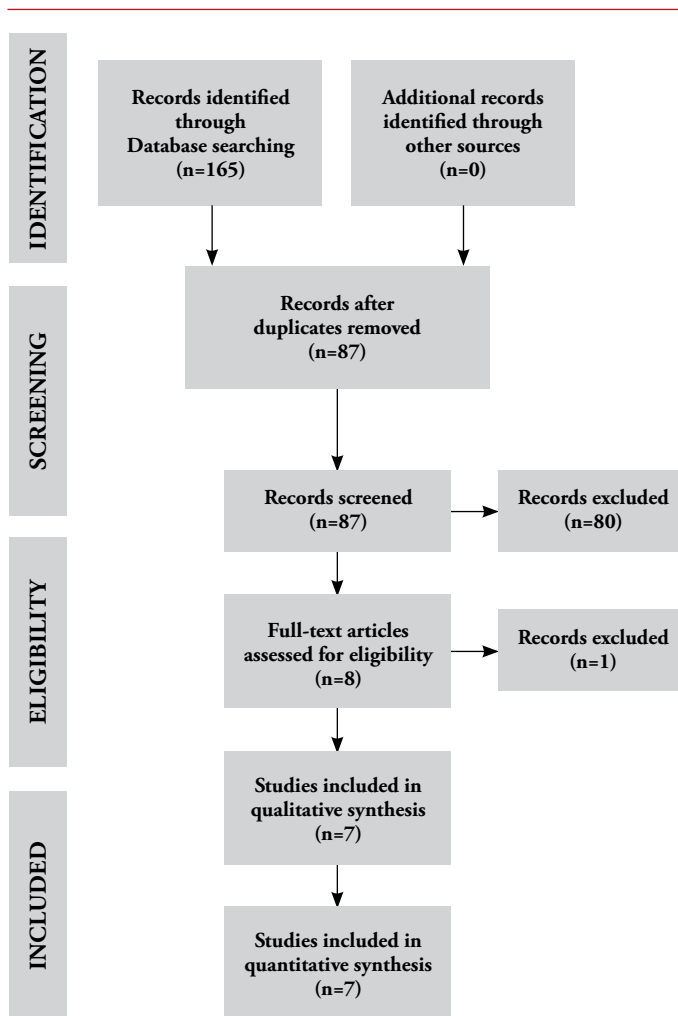 IDENTIFICATION
Records identified
through
Database searching
(n=165)
Additional records
identified through
other sources
(n=0)
SCREENING
Records after
duplicates removed
(n=87)
Records screened
(n=87)
Records excluded
(n=80)
ELIGIBILITY
Full-text articles
assessed for eligibility
(n=8)
Records excluded
(n=1)
Studies included in
qualitative synthesis
(n=7)
INCLUDED
Studies included in
quantitative synthesis
(n=7)